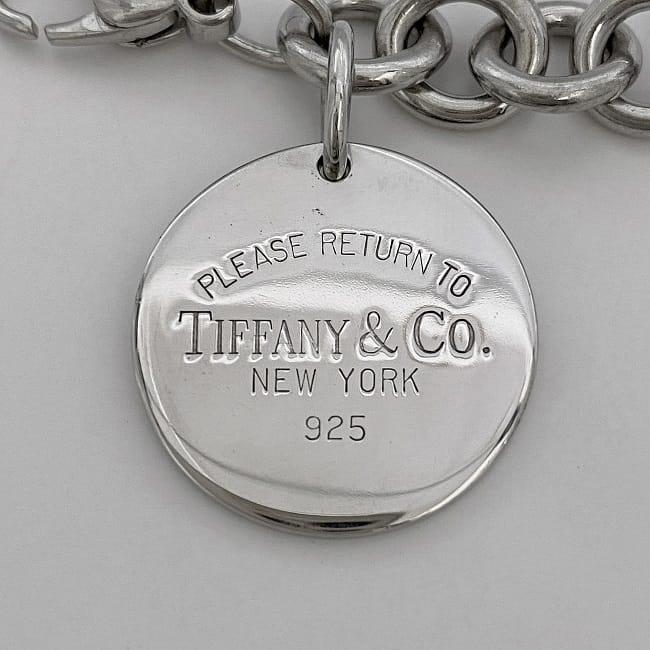 PLEASE RETURN TO
TIFFANY & CO.
NEW YORK
925